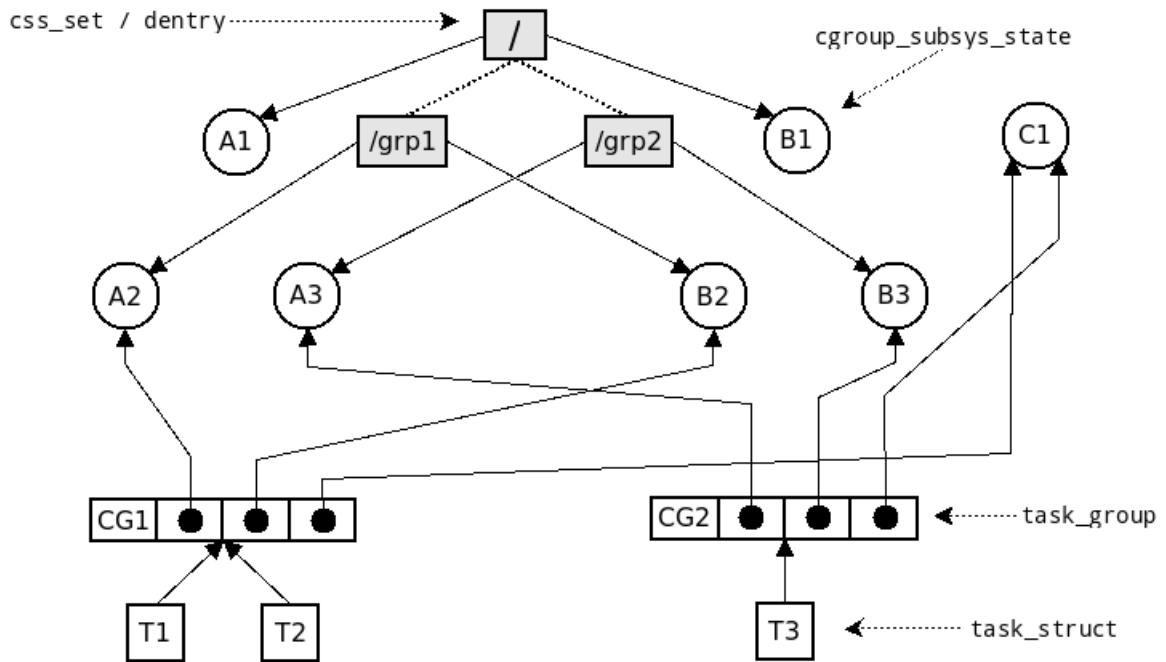 css_set / dentry
/
cgroup_subsys_state
A1
/grp1
/grp2
B1
C1
A2
A3
B2
B3
CG1
CG2
task_group
T1
T2
T3
task_struct